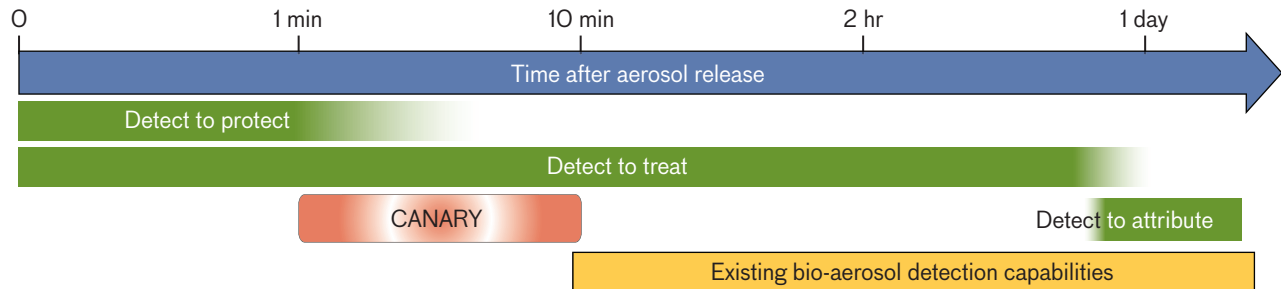 0 1 min 10 min 2 hr 1 day
Time after aerosol release
Detect to protect
Detect to treat
CANARY
Detect to attribute
Existing bio-aerosol detection capabilities